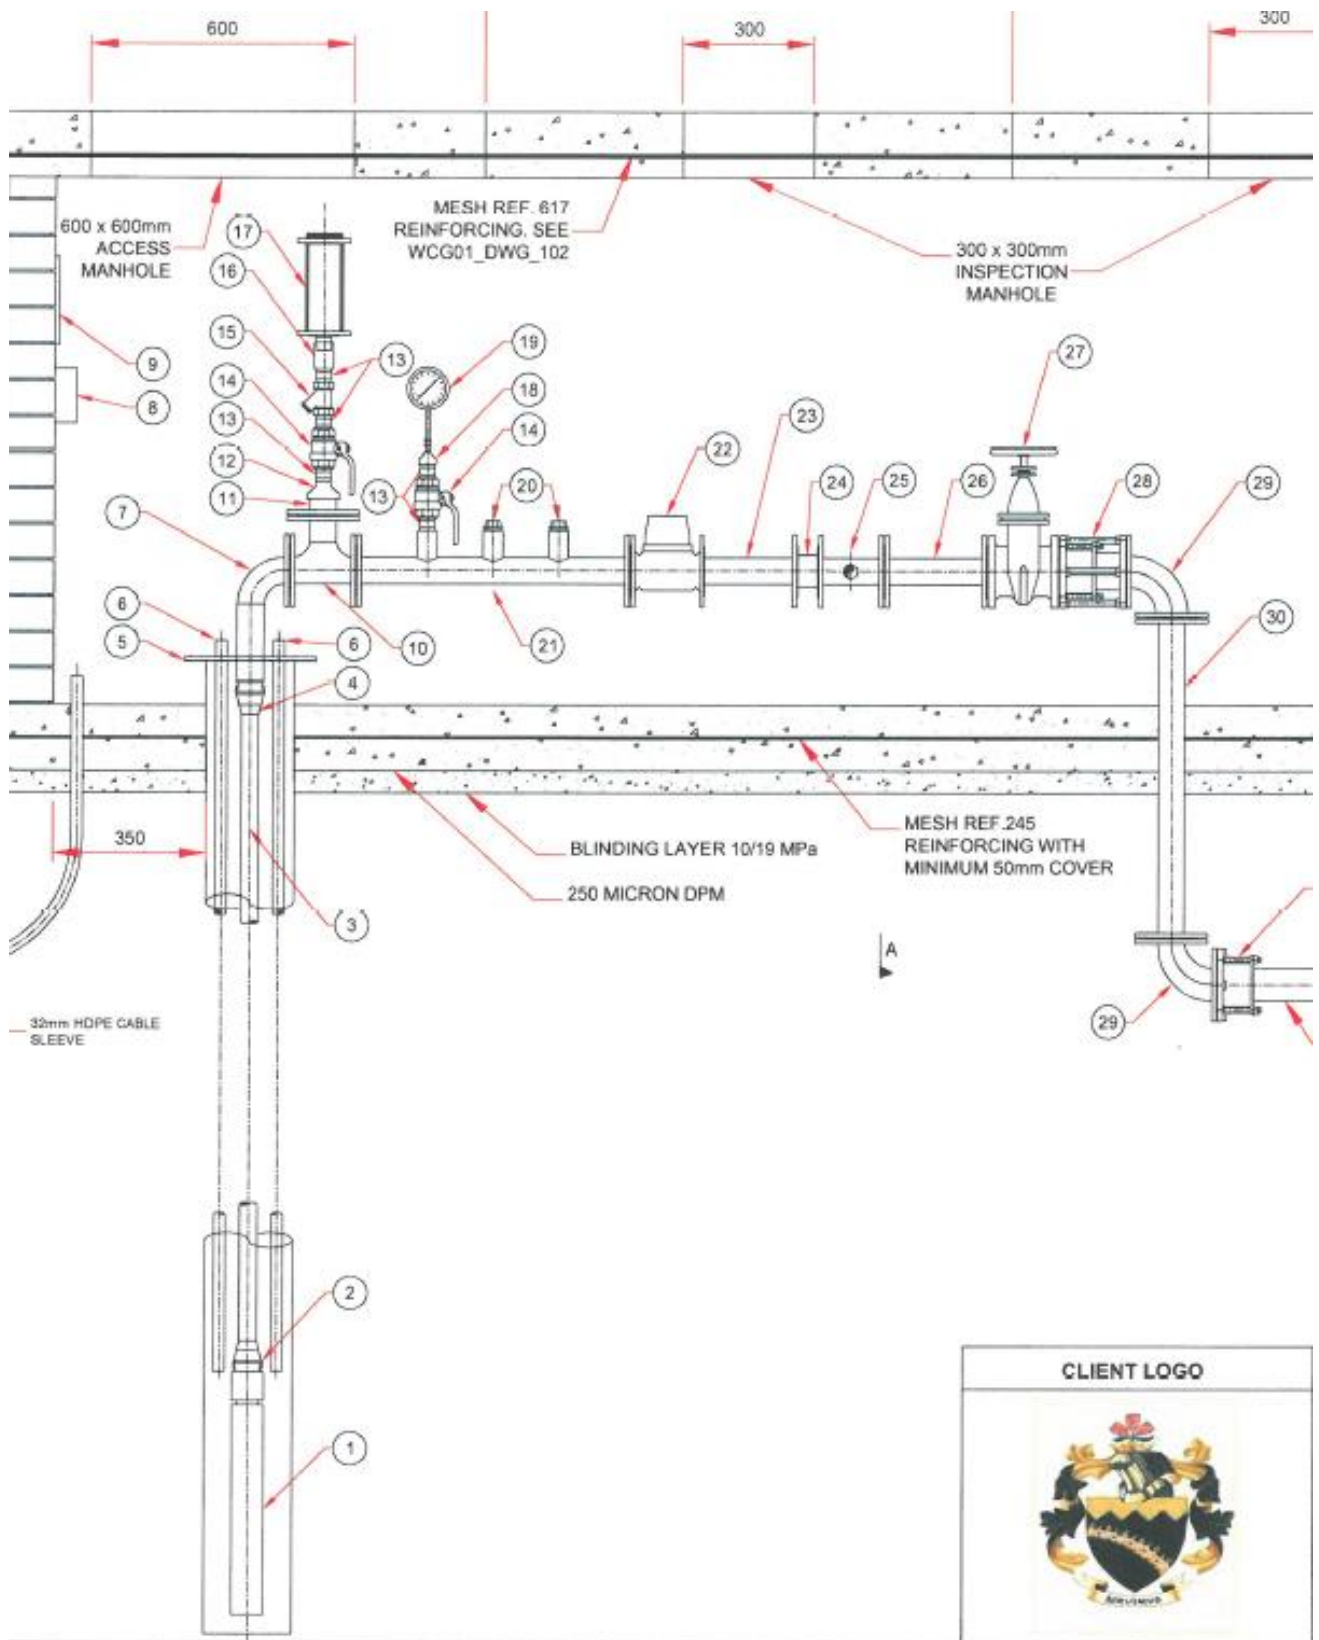 600
300
300
600 x 600mm
ACCESS
MANHOLE
MESH REF. 617
REINFORCING. SEE
WCG01_DWG_102
300 x 300mm
INSPECTION
MANHOLE
17
16
15
14
13
12
11
13
19
18
14
13
20
22
23
24
25
26
27
28
29
9
8
7
6
5
6
10
21
30
4
350
BLINDING LAYER 10/19 MPa
250 MICRON DPM
MESH REF.245
REINFORCING WITH
MINIMUM 50mm COVER
3
A
32mm HDPE CABLE
SLEEVE
29
2
1
CLIENT LOGO